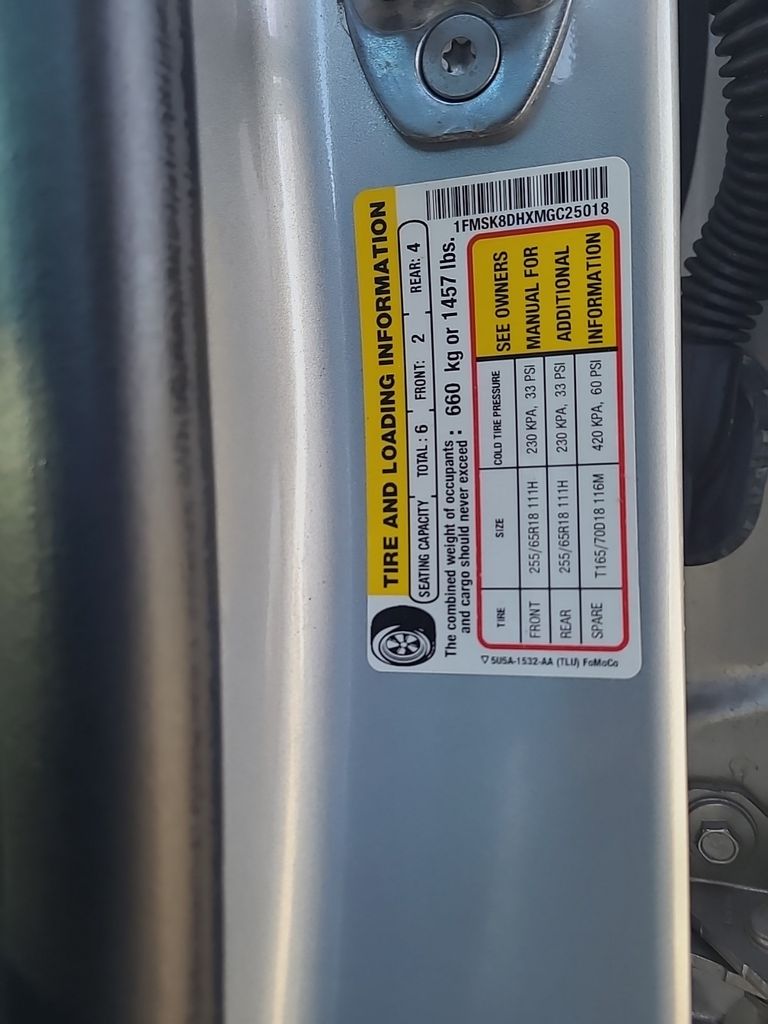 TIRE AND LOADING INFORMATION
1FMSK8DHXMGC25018
SEATING CAPACITY TOTAL: 6 FRONT: 2 REAR: 4
The combined weight of occupants
and cargo should never exceed : 660 kg or 1457 lbs.
TIRE SIZE COLD TIRE PRESSURE SEE OWNERS
FRONT 255/65R18 111H 230 KPA, 33 PSI MANUAL FOR
REAR 255/65R18 111H 230 KPA, 33 PSI ADDITIONAL
SPARE T165/70D18 116M 420 KPA, 60 PSI INFORMATION
5U5A-1532-AA (TLU) FoMoCo